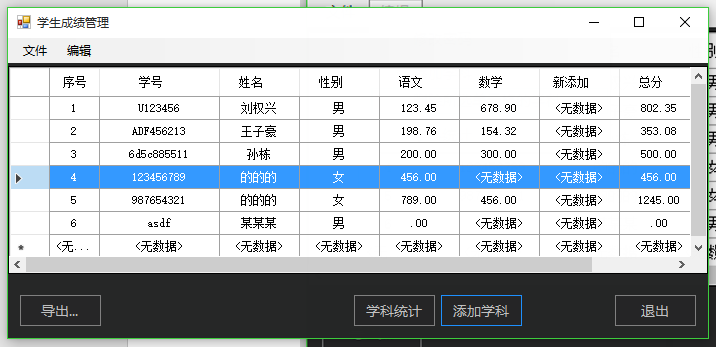 学生成绩管理
文件 编辑
序号 学号 姓名 性别 语文 数学 新添加 总分
1 U123456 刘权兴 男 123.45 678.90 <无数据> 802.35
2 ADF456213 王子豪 男 198.76 154.32 <无数据> 353.08
3 6d5c885511 孙栋 男 200.00 300.00 <无数据> 500.00
4 123456789 的的的 女 456.00 <无数据> <无数据> 456.00
5 987654321 的的的 女 789.00 456.00 <无数据> 1245.00
6 asdf 某某某 男 .00 <无数据> <无数据> .00
<无... <无数据> <无数据> <无数据> <无数据> <无数据> <无数据> <无数据>
导出... 学科统计 添加学科 退出